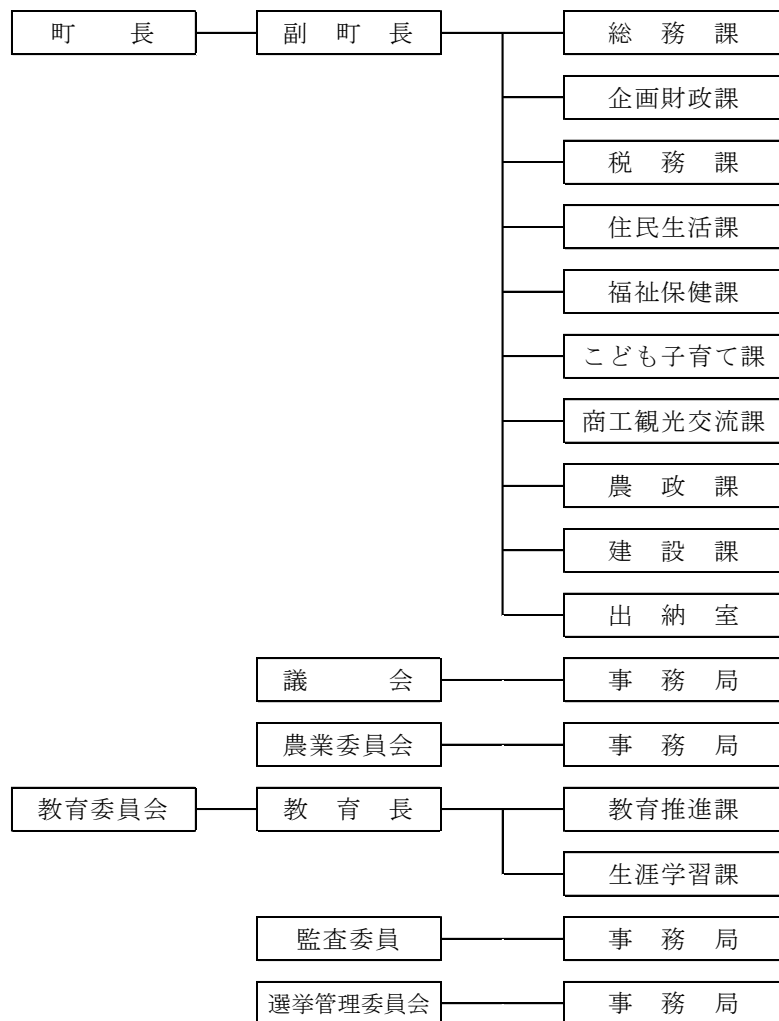 町長 副町長 総務課
企画財政課
税務課
住民生活課
福祉保健課
こども子育て課
商工観光交流課
農政課
建設課
出納室
議会 事務局
農業委員会 事務局
教育委員会 教育長 教育推進課
生涯学習課
監査委員 事務局
選挙管理委員会 事務局